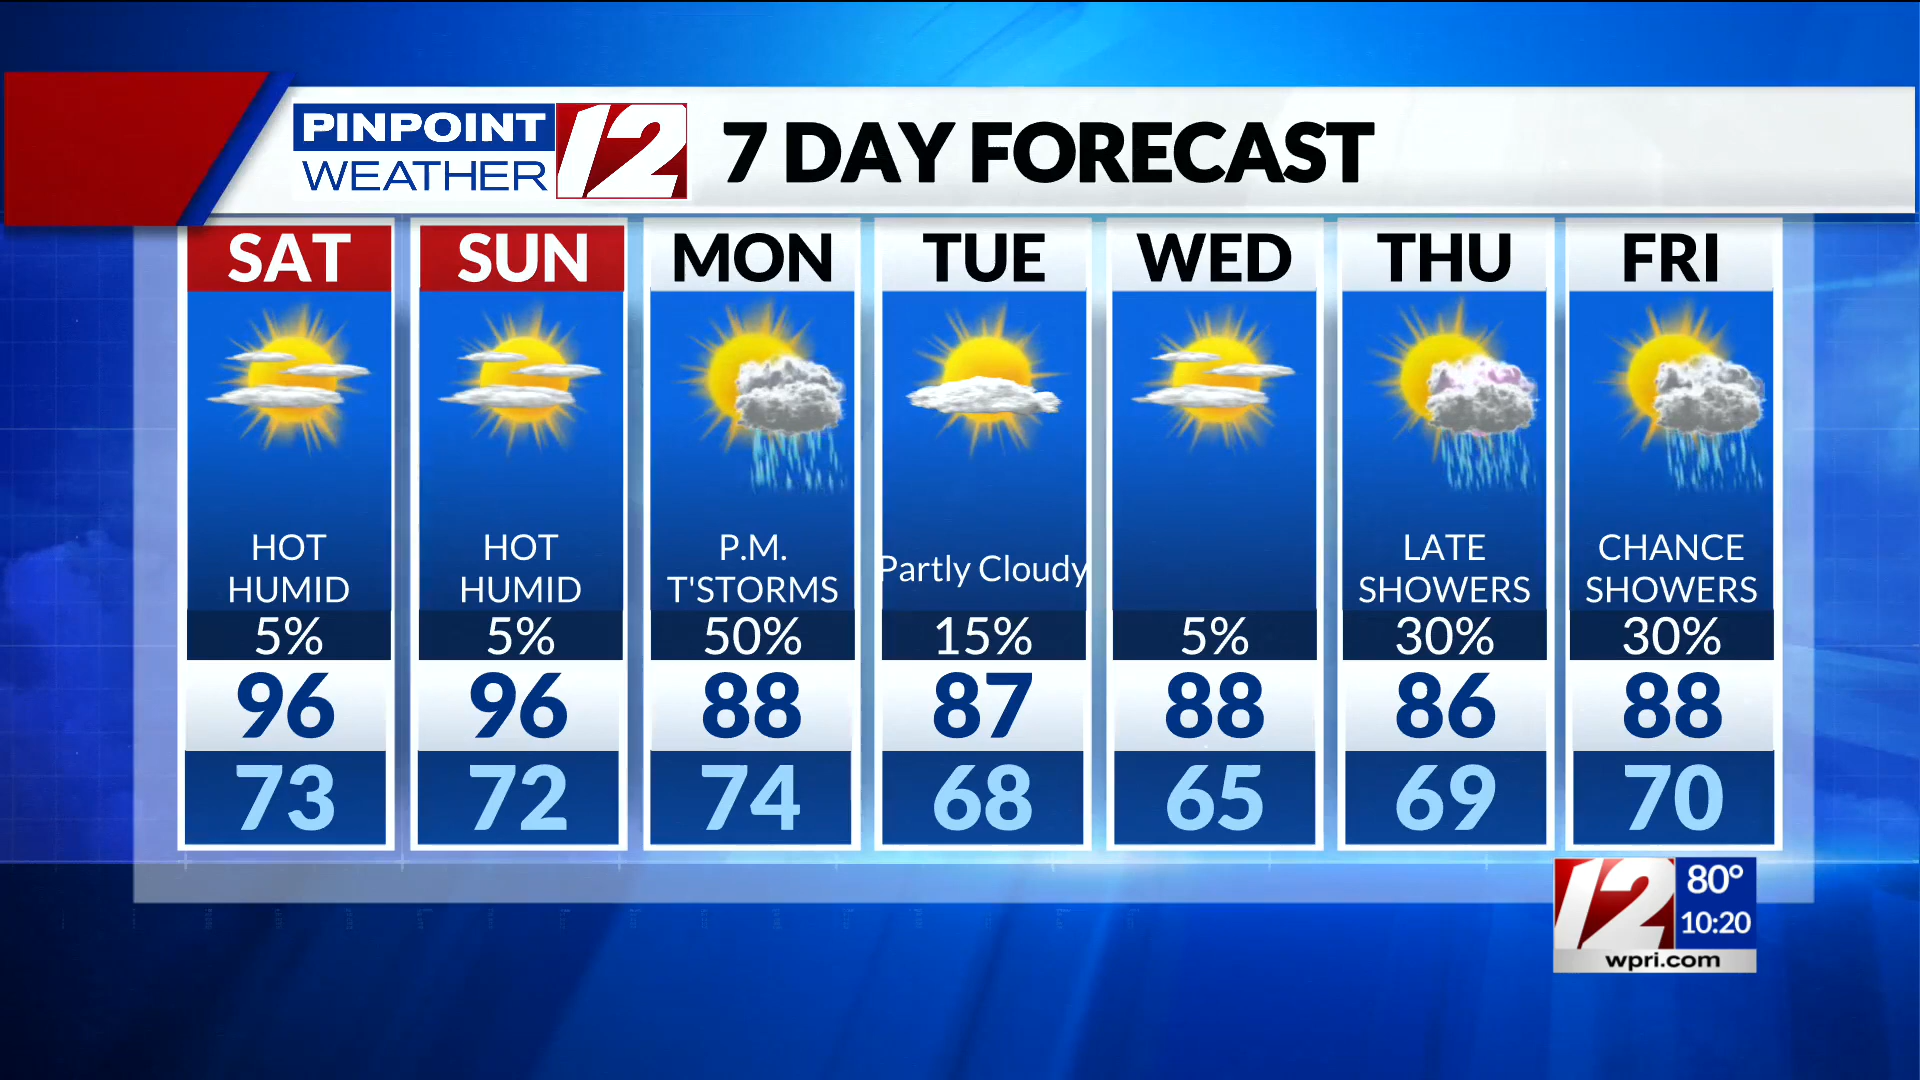 PINPOINT
WEATHER
12
7 DAY FORECAST
SAT SUN MON TUE WED THU FRI
HOT
HUMID
HOT
HUMID
P.M.
T'STORMS
Partly Cloudy
LATE
SHOWERS
CHANCE
SHOWERS
5% 5% 50% 15% 5% 30% 30%
96 96 88 87 88 86 88
73 72 74 68 65 69 70
12
80°
10:20
wpri.com